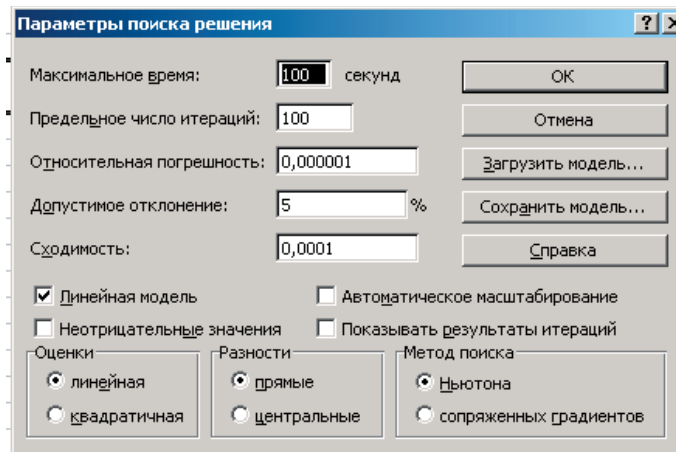 Параметры поиска решения
Максимальное время: 100 секунд
ОК
Предельное число итераций: 100
Отмена
Относительная погрешность: 0,000001
Загрузить модель...
Допустимое отклонение: 5 %
Сохранить модель...
Сходимость: 0,0001
Справка
Линейная модель
Автоматическое масштабирование
Неотрицательные значения
Показывать результаты итераций
Оценки
линейная
квадратичная
Разности
прямые
центральные
Метод поиска
Ньютона
сопряженных градиентов